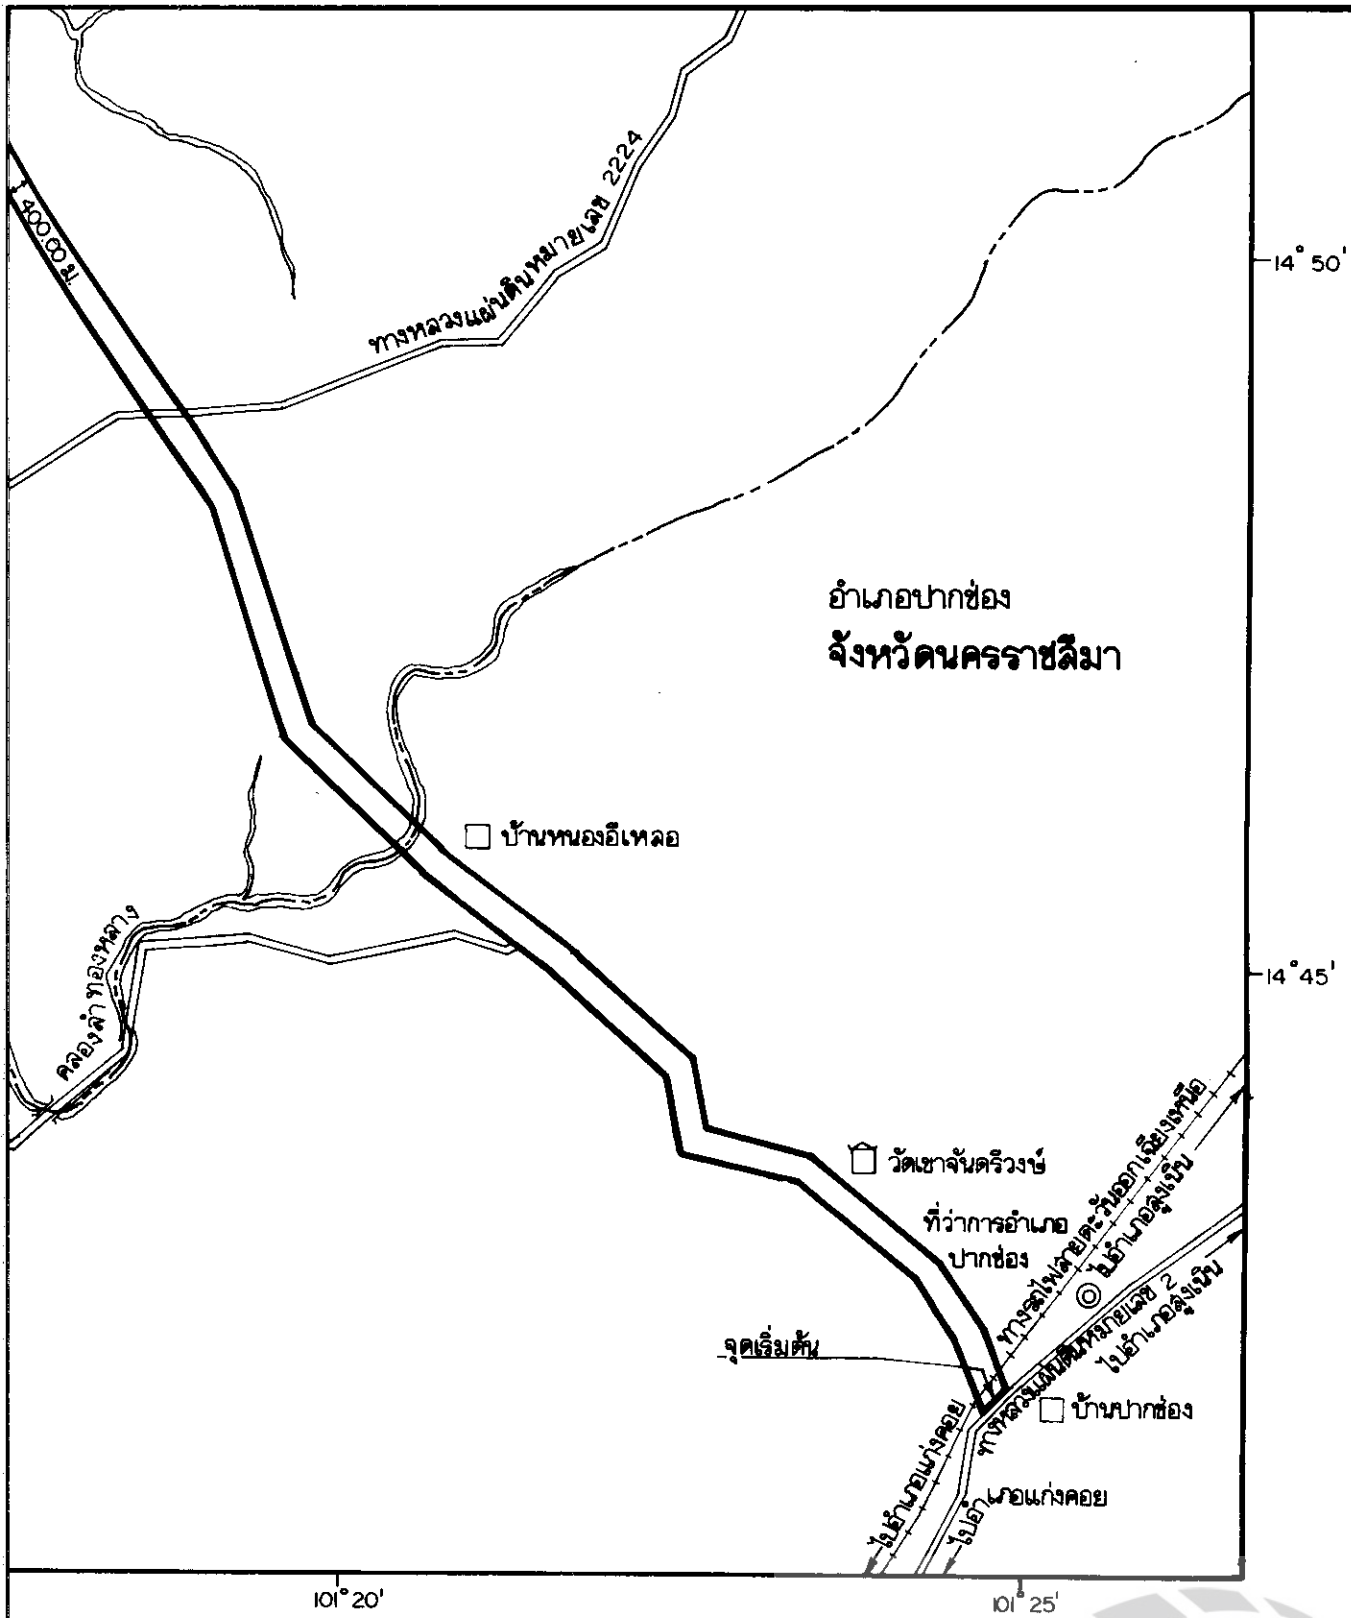 400.00 ม.
ทางหลวงแผ่นดินหมายเลข 2224
14° 50'
อำเภอปากช่อง
จังหวัดนครราชสีมา
บ้านหนองอีเหลอ
คลองลำทองหลาง
14° 45'
วัดเขาจันดรีวงษ์
ที่ว่าการอำเภอ
ปากช่อง
ทางรถไฟสายตะวันออกเฉียงเหนือ
ไปอำเภอสูงเนิน
ทางหลวงแผ่นดินหมายเลข 2
ไปอำเภอสูงเนิน
จุดเริ่มต้น
บ้านปากช่อง
ไปอำเภอแก่งคอย
ไปอำเภอแก่งคอย
101° 20'
101° 25'